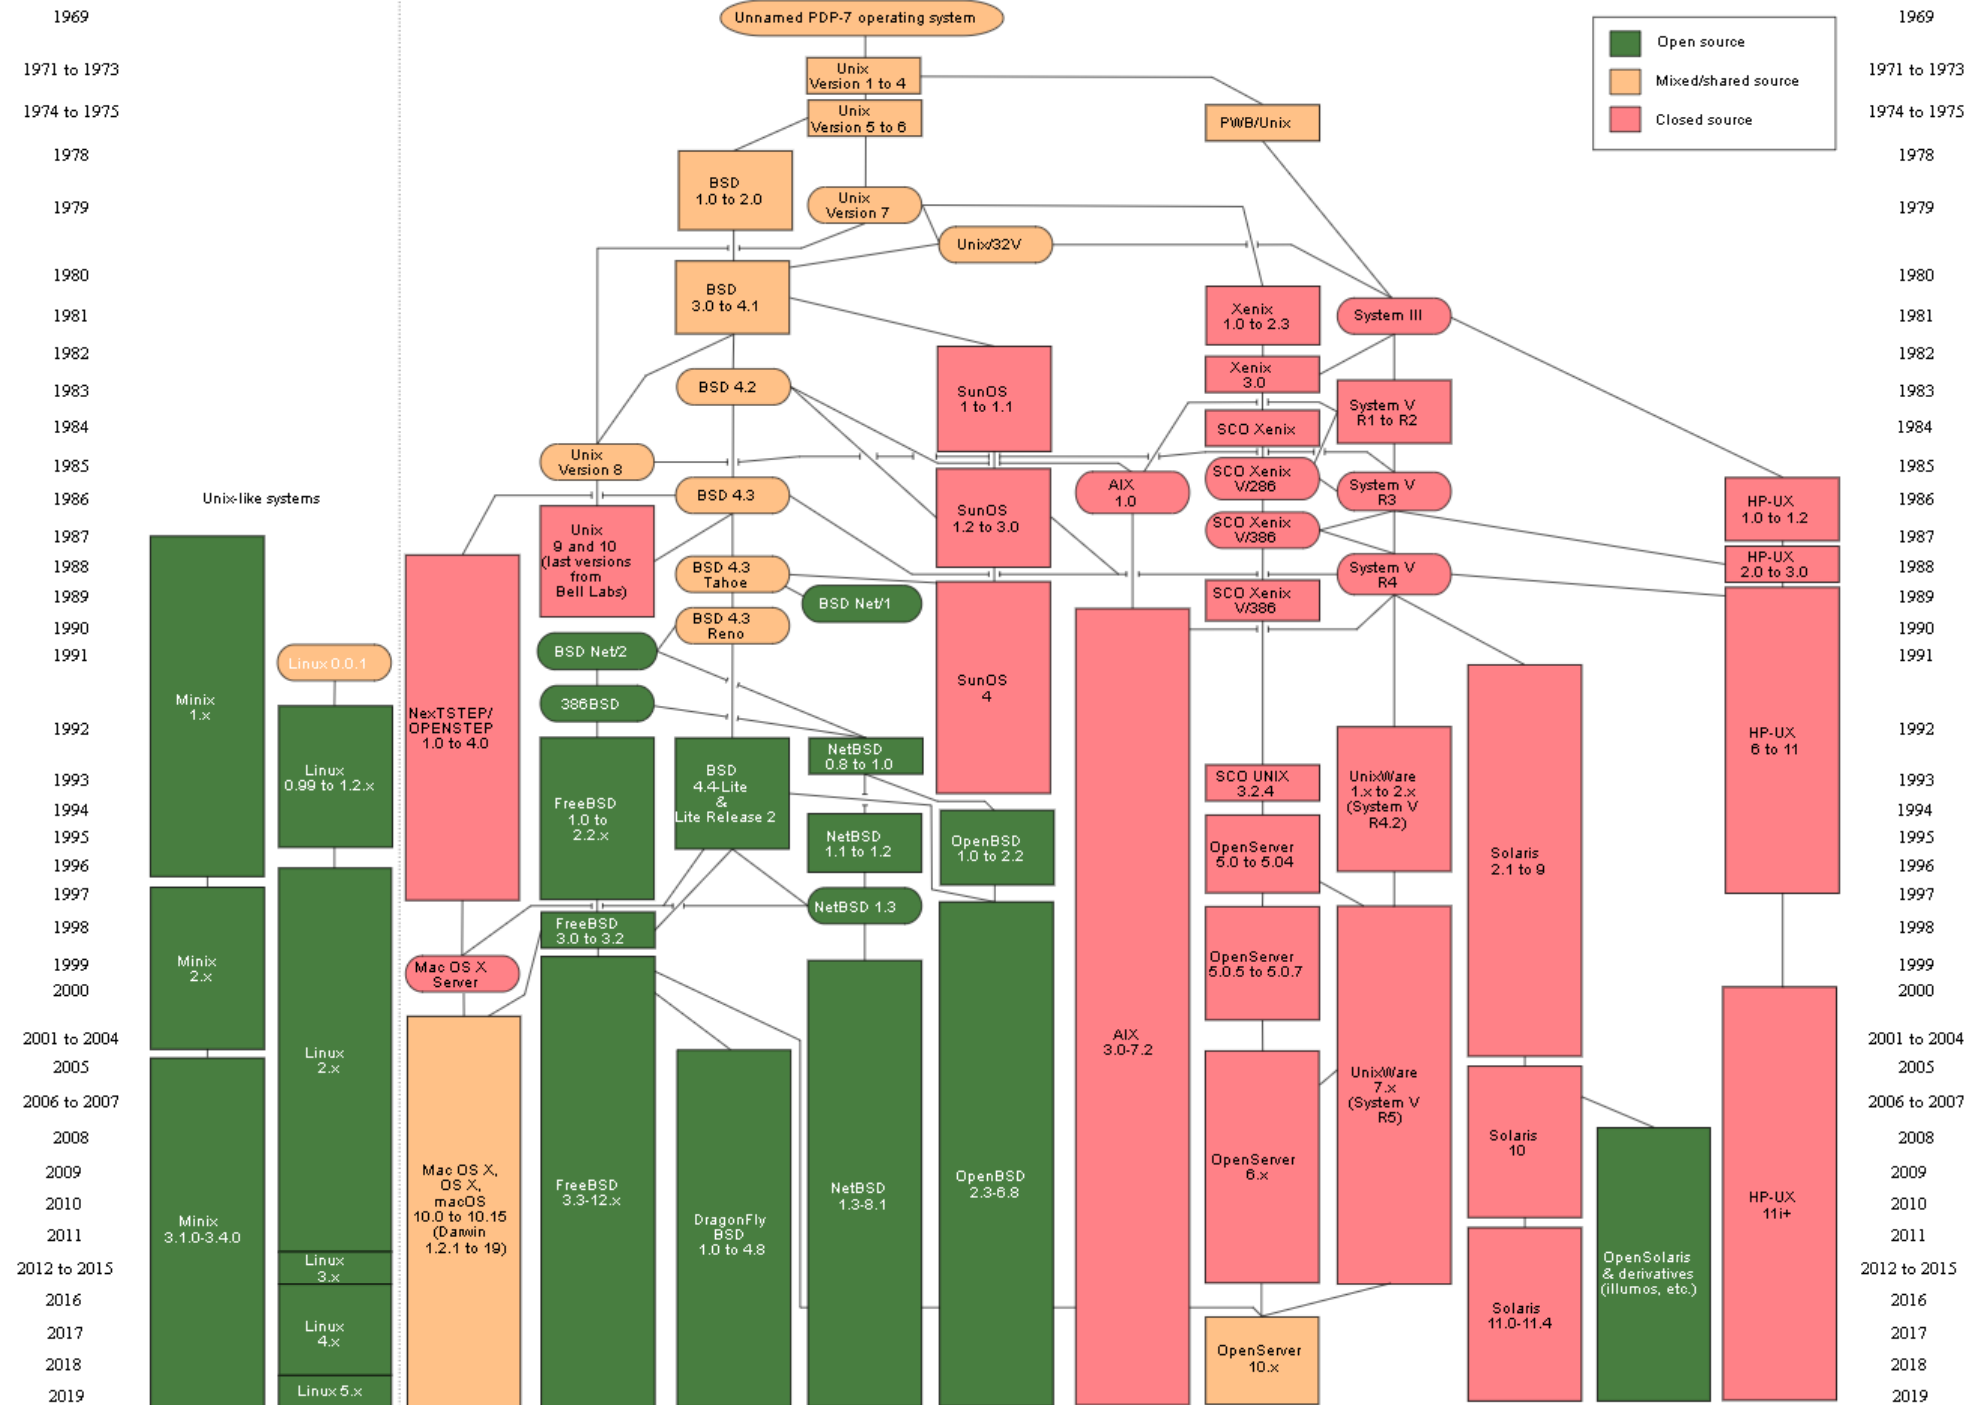 1969
Unnamed PDP-7 operating system
1969
Open source
1971 to 1973
Unix
Version 1 to 4
Mixed/shared source
1971 to 1973
1974 to 1975
Unix
Version 5 to 6
PWB/Unix
Closed source
1974 to 1975
1978
1978
BSD
1.0 to 2.0
1979
Unix
Version 7
1979
Unix/32V
1980
1980
BSD
3.0 to 4.1
1981
Xenix
1.0 to 2.3
System III
1981
1982
1982
Xenix
3.0
1983
BSD 4.2
SunOS
1 to 1.1
System V
R1 to R2
1983
1984
SCO Xenix
1984
Unix
Version 8
1985
SCO Xenix
V/286
1985
Unix-like systems
1986
BSD 4.3
AIX
1.0
System V
R3
1986
SunOS
1.2 to 3.0
HP-UX
1.0 to 1.2
1987
Unix
9 and 10
(last versions
from
Bell Labs)
SCO Xenix
V/386
1987
1988
BSD 4.3
Tahoe
System V
R4
HP-UX
2.0 to 3.0
1988
1989
BSD Net/1
SCO Xenix
V/386
1989
1990
BSD 4.3
Reno
1990
1991
Linux 0.0.1
BSD Net/2
1991
Minix
1.x
386BSD
SunOS
4
NexTSTEP/
OPENSTEP
1.0 to 4.0
1992
HP-UX
6 to 11
1992
NetBSD
0.8 to 1.0
1993
Linux
0.99 to 1.2.x
BSD
4.4-Lite
&
Lite Release 2
SCO UNIX
3.2.4
UnixWare
1.x to 2.x
(System V
R4.2)
1993
1994
FreeBSD
1.0 to
2.2.x
1994
1995
NetBSD
1.1 to 1.2
OpenBSD
1.0 to 2.2
OpenServer
5.0 to 5.04
Solaris
2.1 to 9
1995
1996
1996
1997
NetBSD 1.3
1997
1998
FreeBSD
3.0 to 3.2
1998
1999
Minix
2.x
Mac OS X
Server
OpenServer
5.0.5 to 5.0.7
1999
2000
2000
2001 to 2004
Linux
2.x
AIX
3.0-7.2
2001 to 2004
2005
UnixWare
7.x
(System V
R5)
2005
2006 to 2007
2006 to 2007
2008
Solaris
10
2008
2009
Mac OS X,
OS X,
macOS
10.0 to 10.15
(Darwin
1.2.1 to 19)
FreeBSD
3.3-12.x
NetBSD
1.3-8.1
OpenBSD
2.3-6.8
OpenServer
6.x
2009
2010
HP-UX
11i+
2010
2011
Minix
3.1.0-3.4.0
DragonFly
BSD
1.0 to 4.8
2011
2012 to 2015
Linux
3.x
OpenSolaris
& derivatives
(illumos, etc.)
2012 to 2015
2016
Solaris
11.0-11.4
2016
2017
Linux
4.x
2017
2018
OpenServer
10.x
2018
2019
Linux 5.x
2019